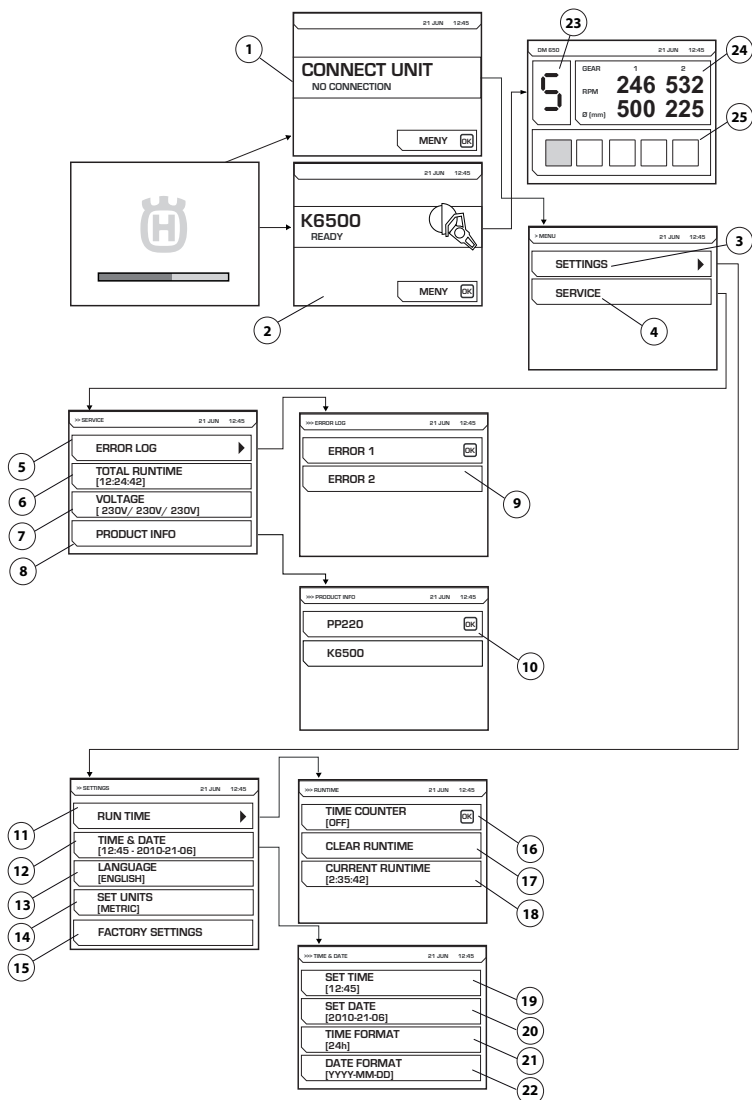 21 JUN 12:45
CONNECT UNIT
NO CONNECTION
MENY OK
1
H
21 JUN 12:45
K6500
READY
MENY OK
2
23
DM 650 21 JUN 12:45
24
5
GEAR 1 2
RPM 246 532
Ø (mm) 500 225
25
> MENU 21 JUN 12:45
SETTINGS
3
SERVICE
4
>> SERVICE 21 JUN 12:45
ERROR LOG
5
TOTAL RUNTIME
[12:24:42]
6
VOLTAGE
[ 230V/ 230V/ 230V]
7
PRODUCT INFO
8
>>> ERROR LOG 21 JUN 12:45
ERROR 1 OK
ERROR 2
9
>>> PRODUCT INFO 21 JUN 12:45
PP220 OK
10
K6500
>> SETTINGS 21 JUN 12:45
RUN TIME
11
TIME & DATE
[12:45 - 2010-21-06]
12
LANGUAGE
[ENGLISH]
13
SET UNITS
[METRIC]
14
FACTORY SETTINGS
15
>>> RUNTIME 21 JUN 12:45
TIME COUNTER OK
[OFF]
16
CLEAR RUNTIME
17
CURRENT RUNTIME
[2:35:42]
18
>>> TIME & DATE 21 JUN 12:45
SET TIME
[12:45]
19
SET DATE
[2010-21-06]
20
TIME FORMAT
[24h]
21
DATE FORMAT
[YYYY-MM-DD]
22